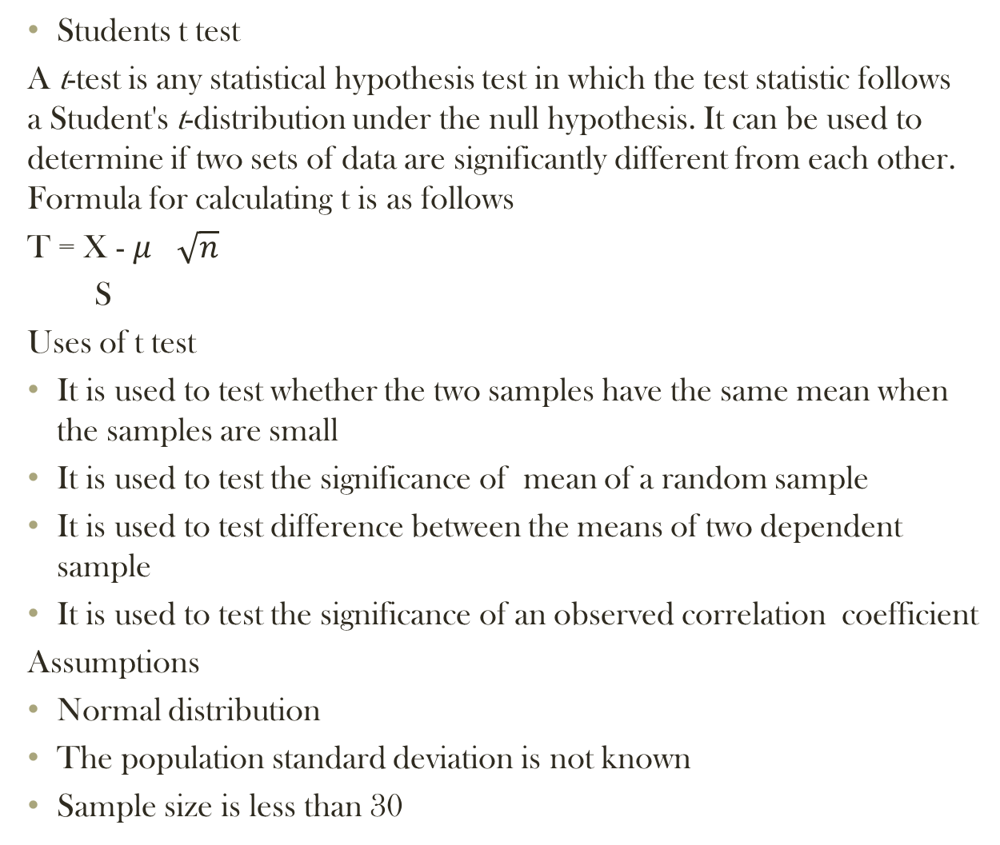 • Students t test
A t-test is any statistical hypothesis test in which the test statistic follows
a Student's t-distribution under the null hypothesis. It can be used to
determine if two sets of data are significantly different from each other.
Formula for calculating t is as follows
T = X - μ √n
S
Uses of t test
• It is used to test whether the two samples have the same mean when
the samples are small
• It is used to test the significance of  mean of a random sample
• It is used to test difference between the means of two dependent
sample
• It is used to test the significance of an observed correlation  coefficient
Assumptions
• Normal distribution
• The population standard deviation is not known
• Sample size is less than 30